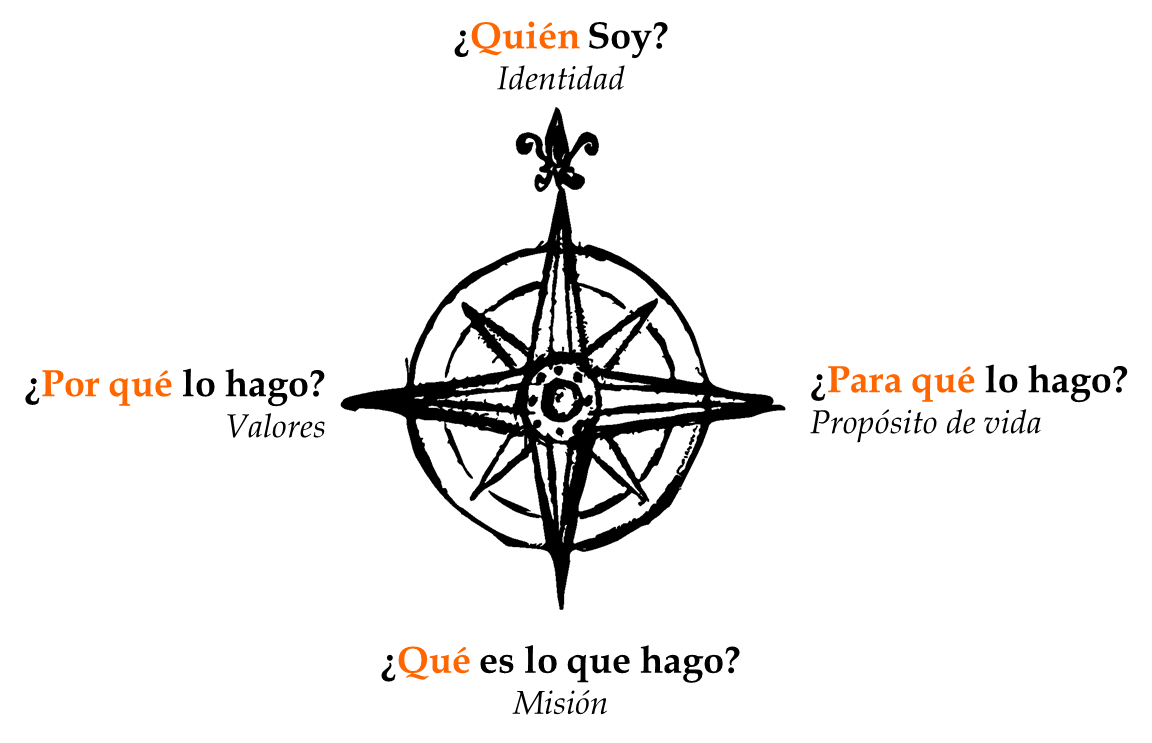 ¿Quién Soy?
Identidad
¿Por qué lo hago?
Valores
¿Para qué lo hago?
Propósito de vida
¿Qué es lo que hago?
Misión